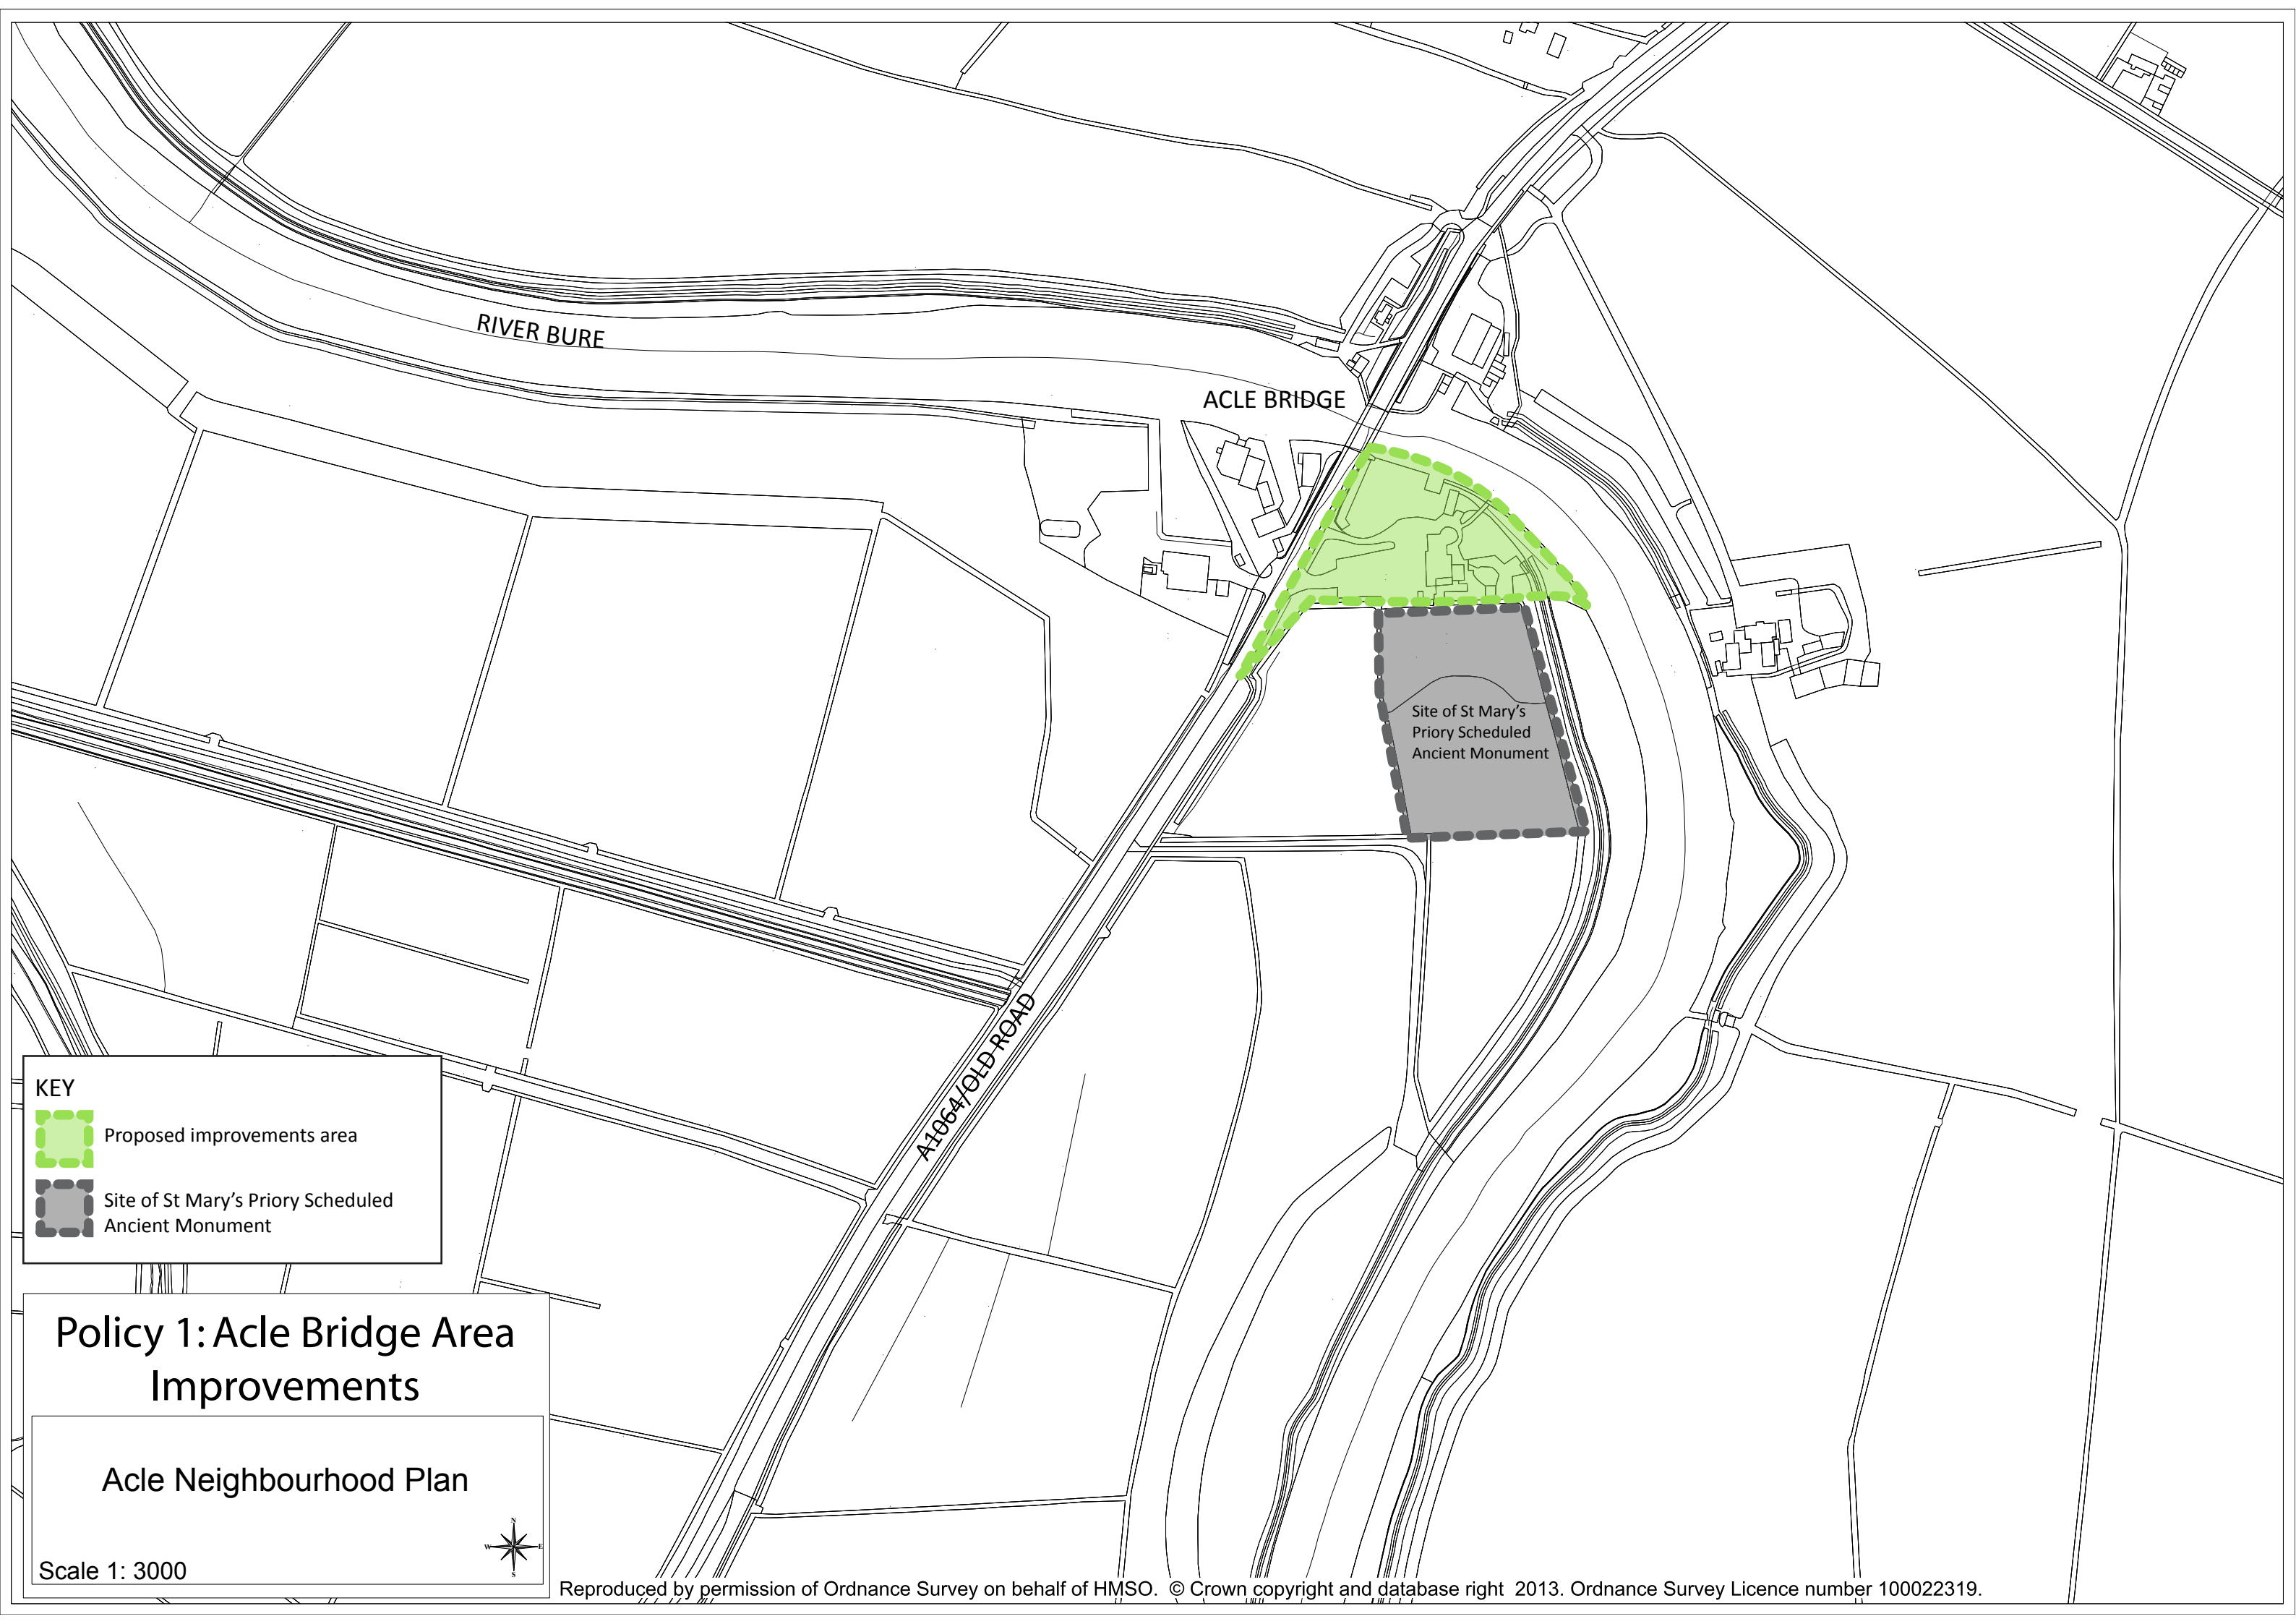 RIVER BURE
ACLE BRIDGE
Site of St Mary’s
Priory Scheduled
Ancient Monument
A1064/OLD ROAD
KEY
Proposed improvements area
Site of St Mary’s Priory Scheduled
Ancient Monument
Policy 1: Acle Bridge Area
Improvements
Acle Neighbourhood Plan
N
W E
S
Scale 1: 3000
Reproduced by permission of Ordnance Survey on behalf of HMSO. © Crown copyright and database right 2013. Ordnance Survey Licence number 100022319.